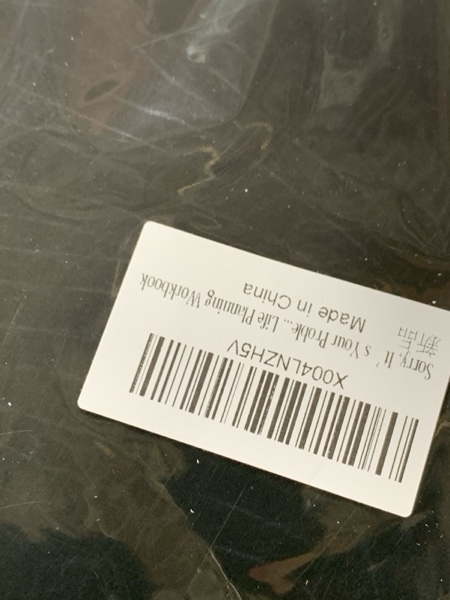 X004LNZH5V
Sorry, It's Your Proble... Life Planning Workbook
新品
Made in China